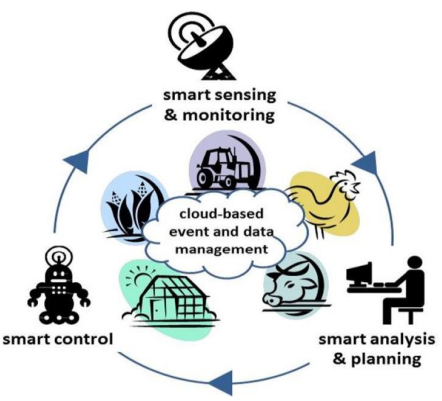 smart sensing
& monitoring
cloud-based
event and data
management
smart control
smart analysis
& planning